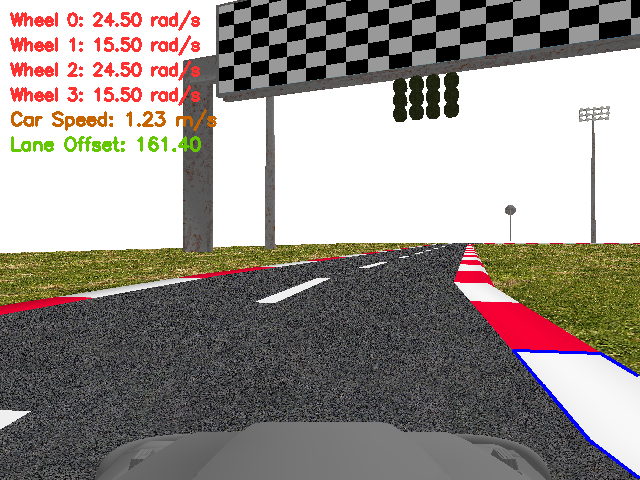 Wheel 0: 24.50 rad/s
Wheel 1: 15.50 rad/s
Wheel 2: 24.50 rad/s
Wheel 3: 15.50 rad/s
Car Speed: 1.23 m/s
Lane Offset: 161.40